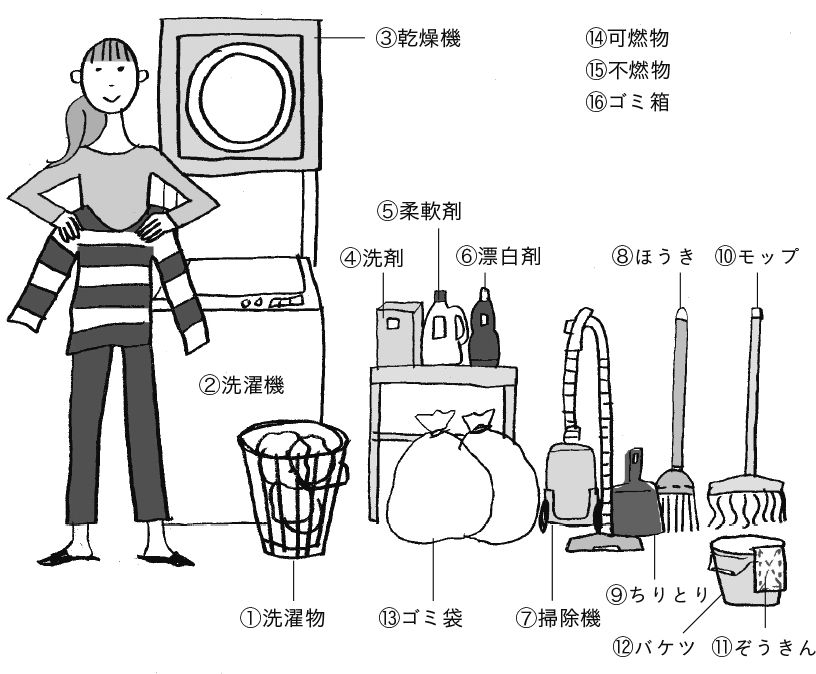 ③乾燥機
⑭可燃物
⑮不燃物
⑯ゴミ箱
⑤柔軟剤
④洗剤
⑥漂白剤
⑧ほうき
⑩モップ
②洗濯機
⑨ちりとり
①洗濯物
⑬ゴミ袋
⑦掃除機
⑫バケツ
⑪ぞうきん